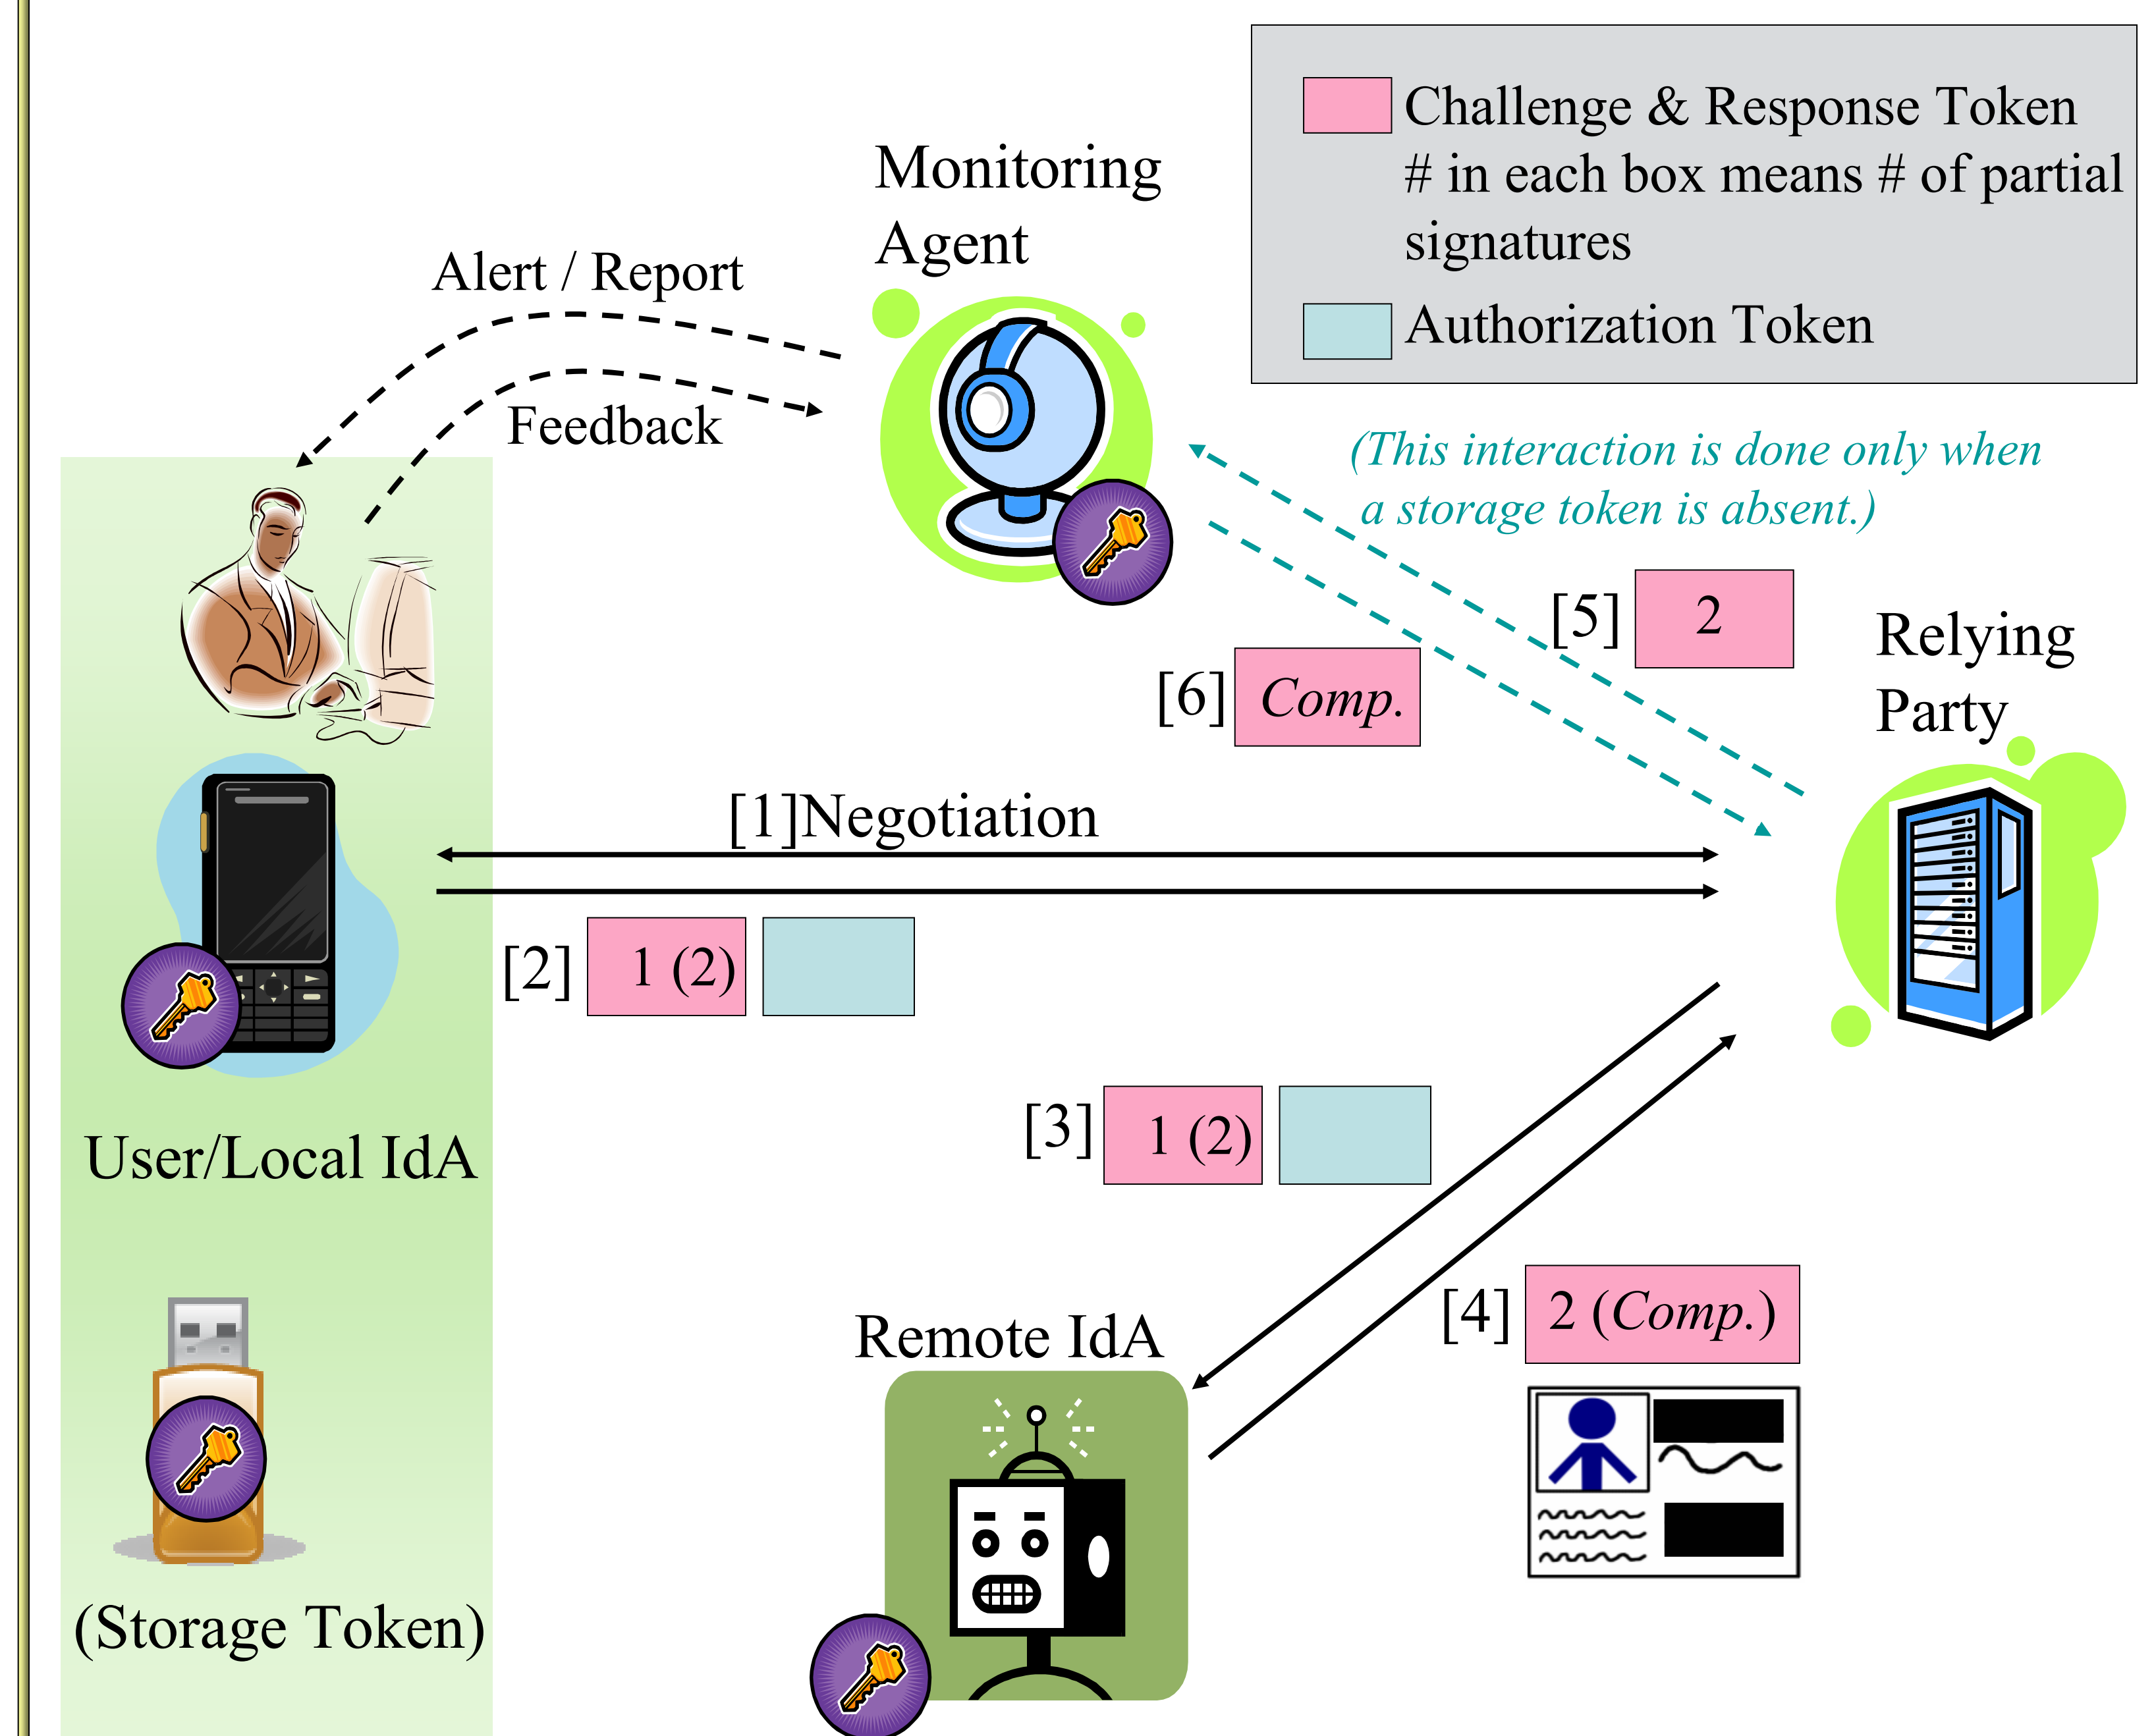 Challenge & Response Token
# in each box means # of partial
signatures
Authorization Token
Monitoring
Agent
Alert / Report
Feedback
(This interaction is done only when
a storage token is absent.)
[5] 2
Relying
Party
[6] Comp.
[1]Negotiation
[2] 1 (2)
[3] 1 (2)
User/Local IdA
[4] 2 (Comp.)
Remote IdA
(Storage Token)